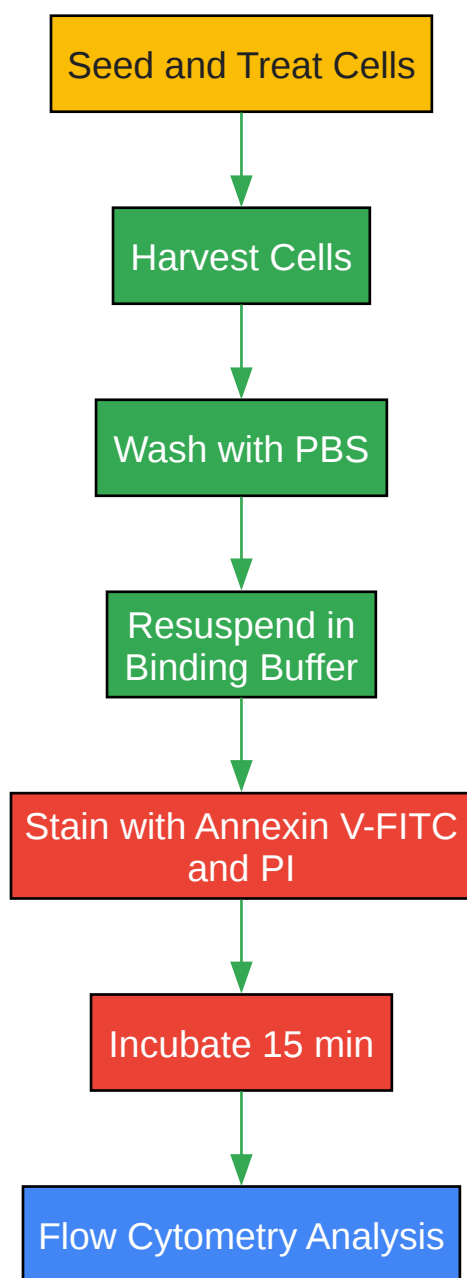 Seed and Treat Cells
Harvest Cells
Wash with PBS
Resuspend in
Binding Buffer
Stain with Annexin V-FITC
and PI
Incubate 15 min
Flow Cytometry Analysis